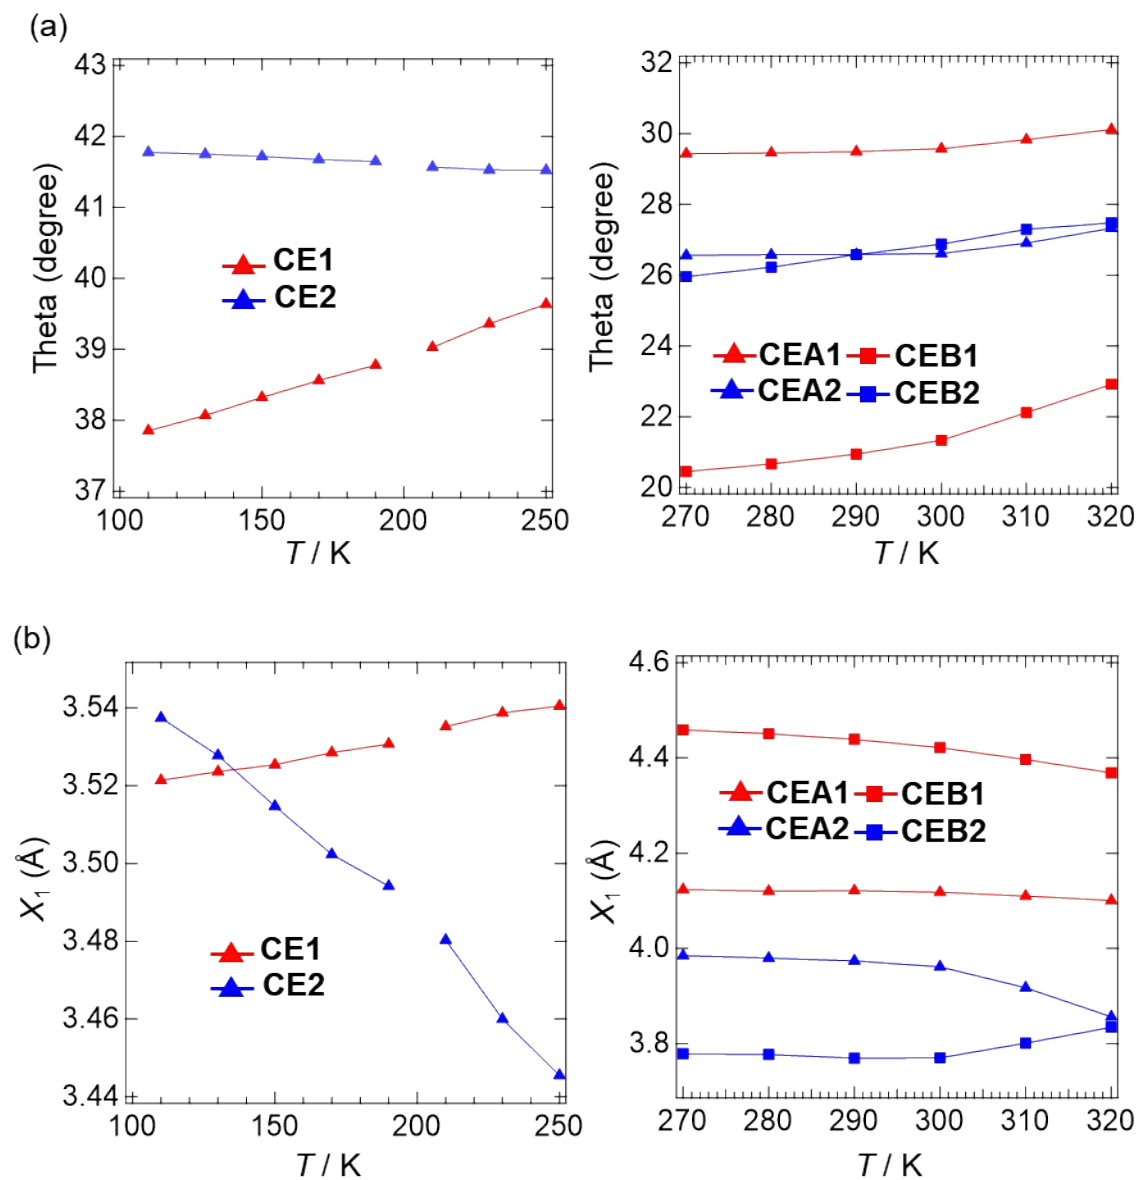 (a)
43
42
41
40
39
38
37
Theta (degree)
CE1
CE2
100
150
200
250
T / K
32
30
28
26
24
22
20
Theta (degree)
CEA1 CEB1
CEA2 CEB2
270
280
290
300
310
320
T / K
(b)
3.54
3.52
3.50
3.48
3.46
3.44
X₁ (Å)
CE1
CE2
100
150
200
250
T / K
4.6
4.4
4.2
4.0
3.8
X₁ (Å)
CEA1 CEB1
CEA2 CEB2
270
280
290
300
310
320
T / K